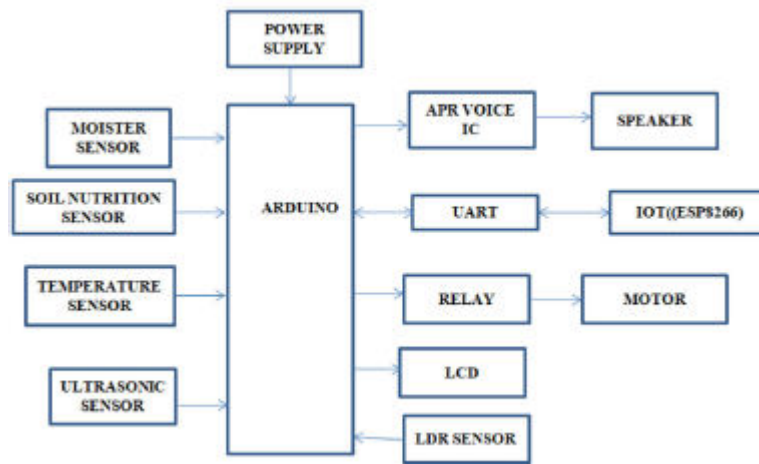 POWER
SUPPLY
MOISTER
SENSOR
SOIL NUTRITION
SENSOR
TEMPERATURE
SENSOR
ULTRASONIC
SENSOR
ARDUINO
APR VOICE
IC
SPEAKER
UART
IOT((ESP8266)
RELAY
MOTOR
LCD
LDR SENSOR